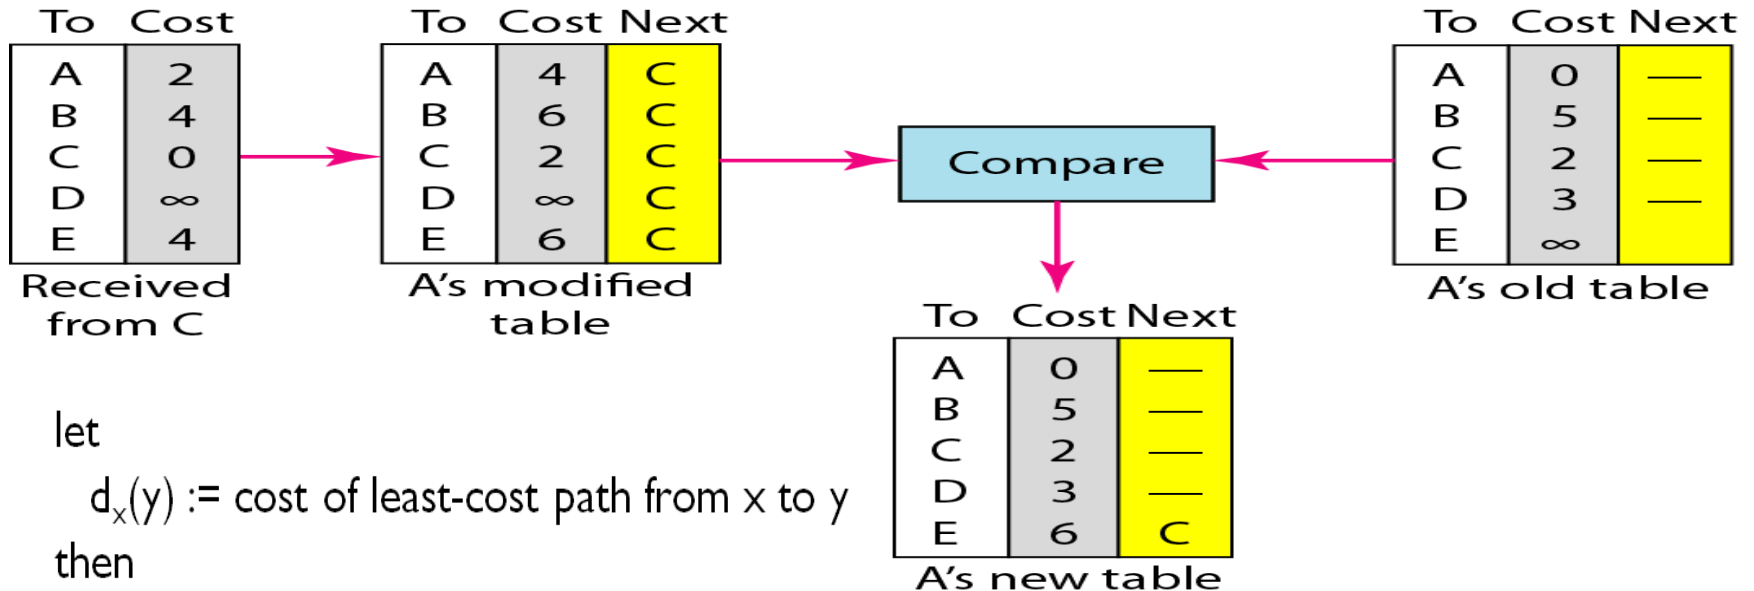 To Cost
A 2
B 4
C 0
D ∞
E 4
Received
from C
To Cost Next
A 4 C
B 6 C
C 2 C
D ∞ C
E 6 C
A's modified
table
Compare
To Cost Next
A 0 —
B 5 —
C 2 —
D 3 —
E ∞
A's old table
To Cost Next
A 0 —
B 5 —
C 2 —
D 3 —
E 6 C
A's new table
let
dₓ(y) := cost of least-cost path from x to y
then